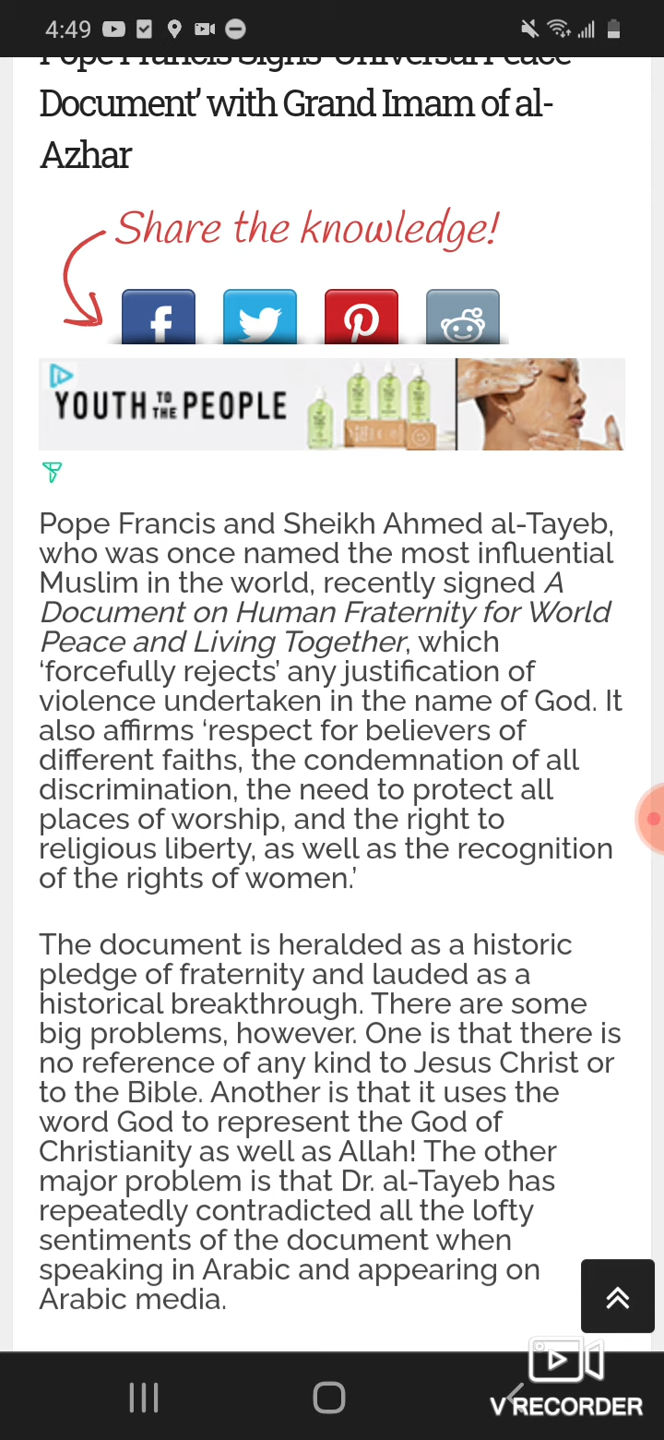 4:49
Pope Francis Signs 'Universal Peace
Document' with Grand Imam of al-
Azhar
Share the knowledge!
YOUTH TO THE PEOPLE
Pope Francis and Sheikh Ahmed al-Tayeb,
who was once named the most influential
Muslim in the world, recently signed A
Document on Human Fraternity for World
Peace and Living Together, which
‘forcefully rejects’ any justification of
violence undertaken in the name of God. It
also affirms ‘respect for believers of
different faiths, the condemnation of all
discrimination, the need to protect all
places of worship, and the right to
religious liberty, as well as the recognition
of the rights of women.’
The document is heralded as a historic
pledge of fraternity and lauded as a
historical breakthrough. There are some
big problems, however. One is that there is
no reference of any kind to Jesus Christ or
to the Bible. Another is that it uses the
word God to represent the God of
Christianity as well as Allah! The other
major problem is that Dr. al-Tayeb has
repeatedly contradicted all the lofty
sentiments of the document when
speaking in Arabic and appearing on
Arabic media.
V RECORDER